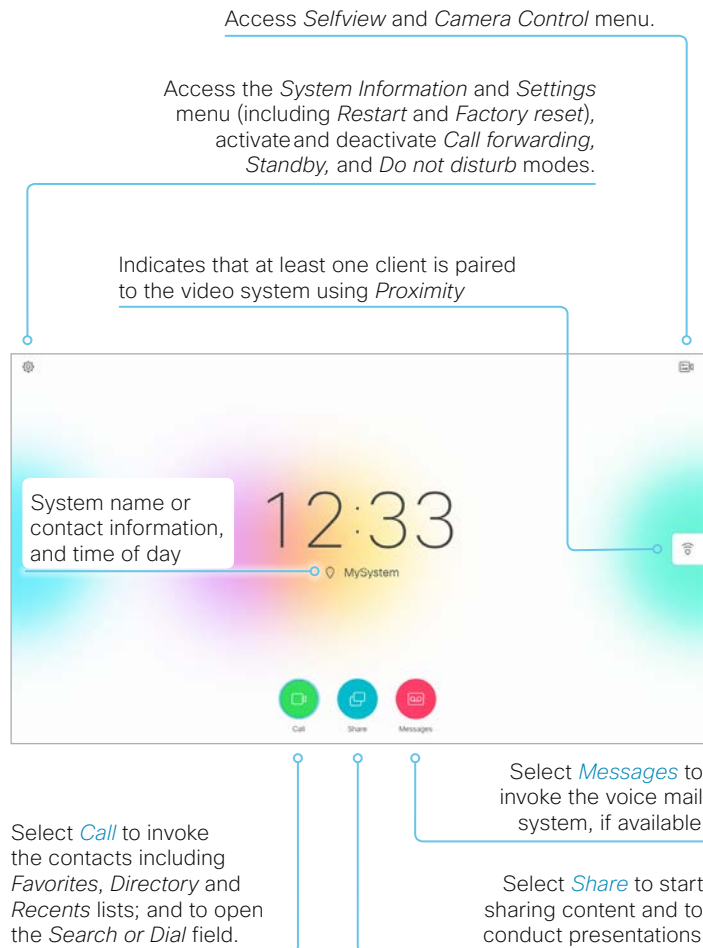 Access Selfview and Camera Control menu.
Access the System Information and Settings
menu (including Restart and Factory reset),
activate and deactivate Call forwarding,
Standby, and Do not disturb modes.
Indicates that at least one client is paired
to the video system using Proximity
System name or
contact information,
and time of day
12:33
MySystem
Call
Share
Messages
Select Messages to
invoke the voice mail
system, if available
Select Call to invoke
the contacts including
Favorites, Directory and
Recents lists; and to open
the Search or Dial field.
Select Share to start
sharing content and to
conduct presentations